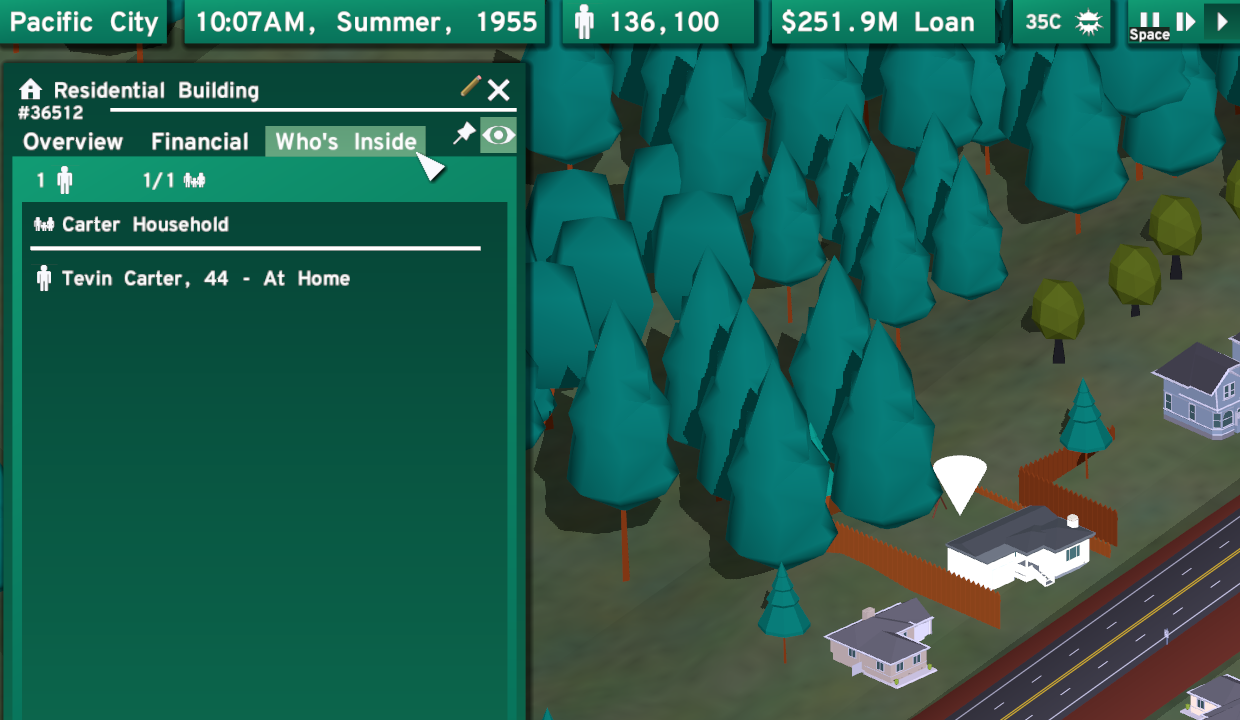 Pacific City
10:07AM, Summer, 1955
136,100
$251.9M Loan
35C
Space
Residential Building
#36512
Overview Financial Who's Inside
1 1/1
Carter Household
Tevin Carter, 44 - At Home